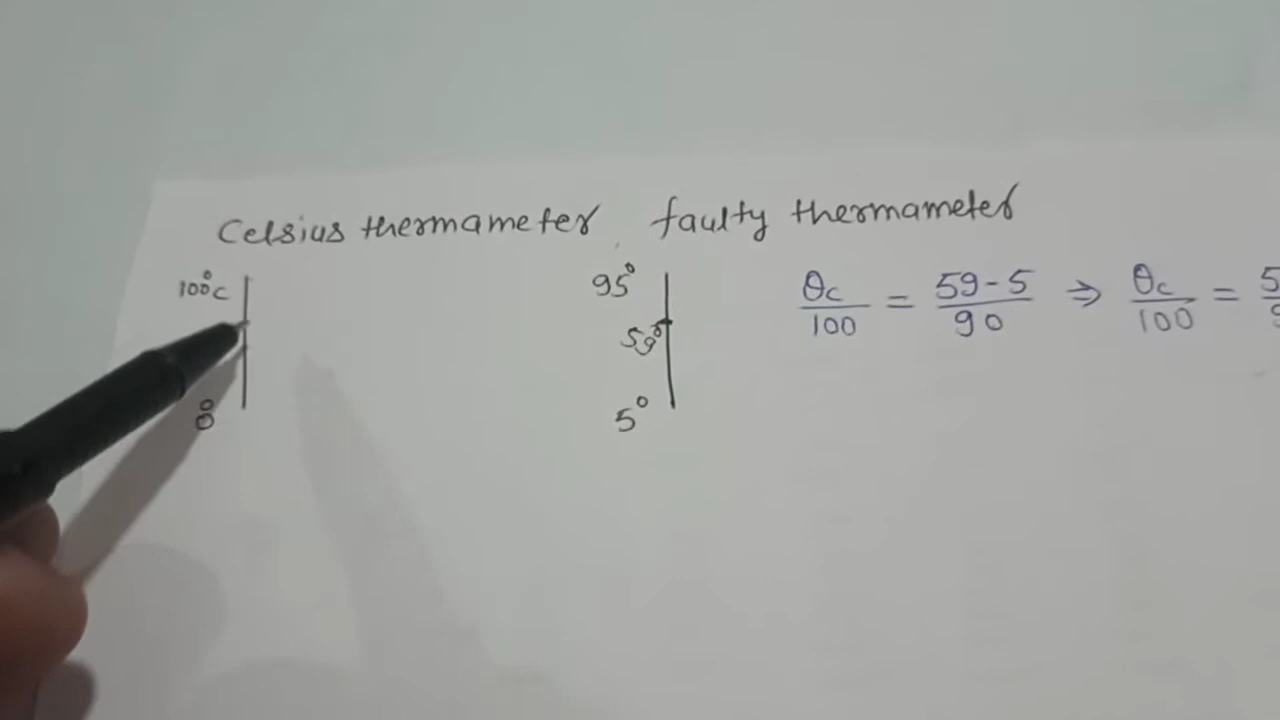 Celsius thermameter faulty thermameter
100°C
0°
95°
59°
5°
θc/100 = 59-5/90 ⇒ θc/100 =